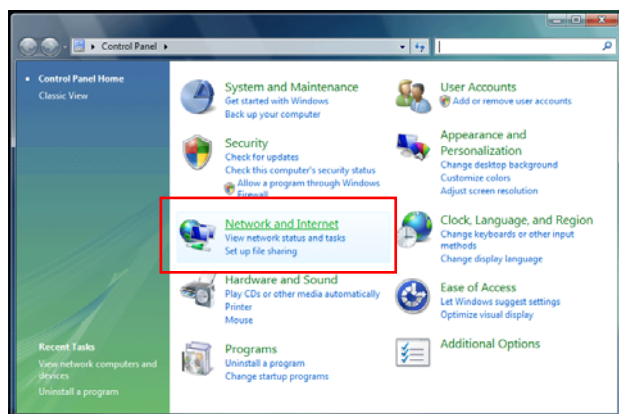 Control Panel
Control Panel Home
Classic View
System and Maintenance
Get started with Windows
Back up your computer
Security
Check for updates
Check this computer's security status
Allow a program through Windows
Firewall
Network and Internet
View network status and tasks
Set up file sharing
Hardware and Sound
Play CDs or other media automatically
Printer
Mouse
Programs
Uninstall a program
Change startup programs
User Accounts
Add or remove user accounts
Appearance and
Personalization
Change desktop background
Customize colors
Adjust screen resolution
Clock, Language, and Region
Change keyboards or other input
methods
Change display language
Ease of Access
Let Windows suggest settings
Optimize visual display
Additional Options
Recent Tasks
View network computers and
devices
Uninstall a program